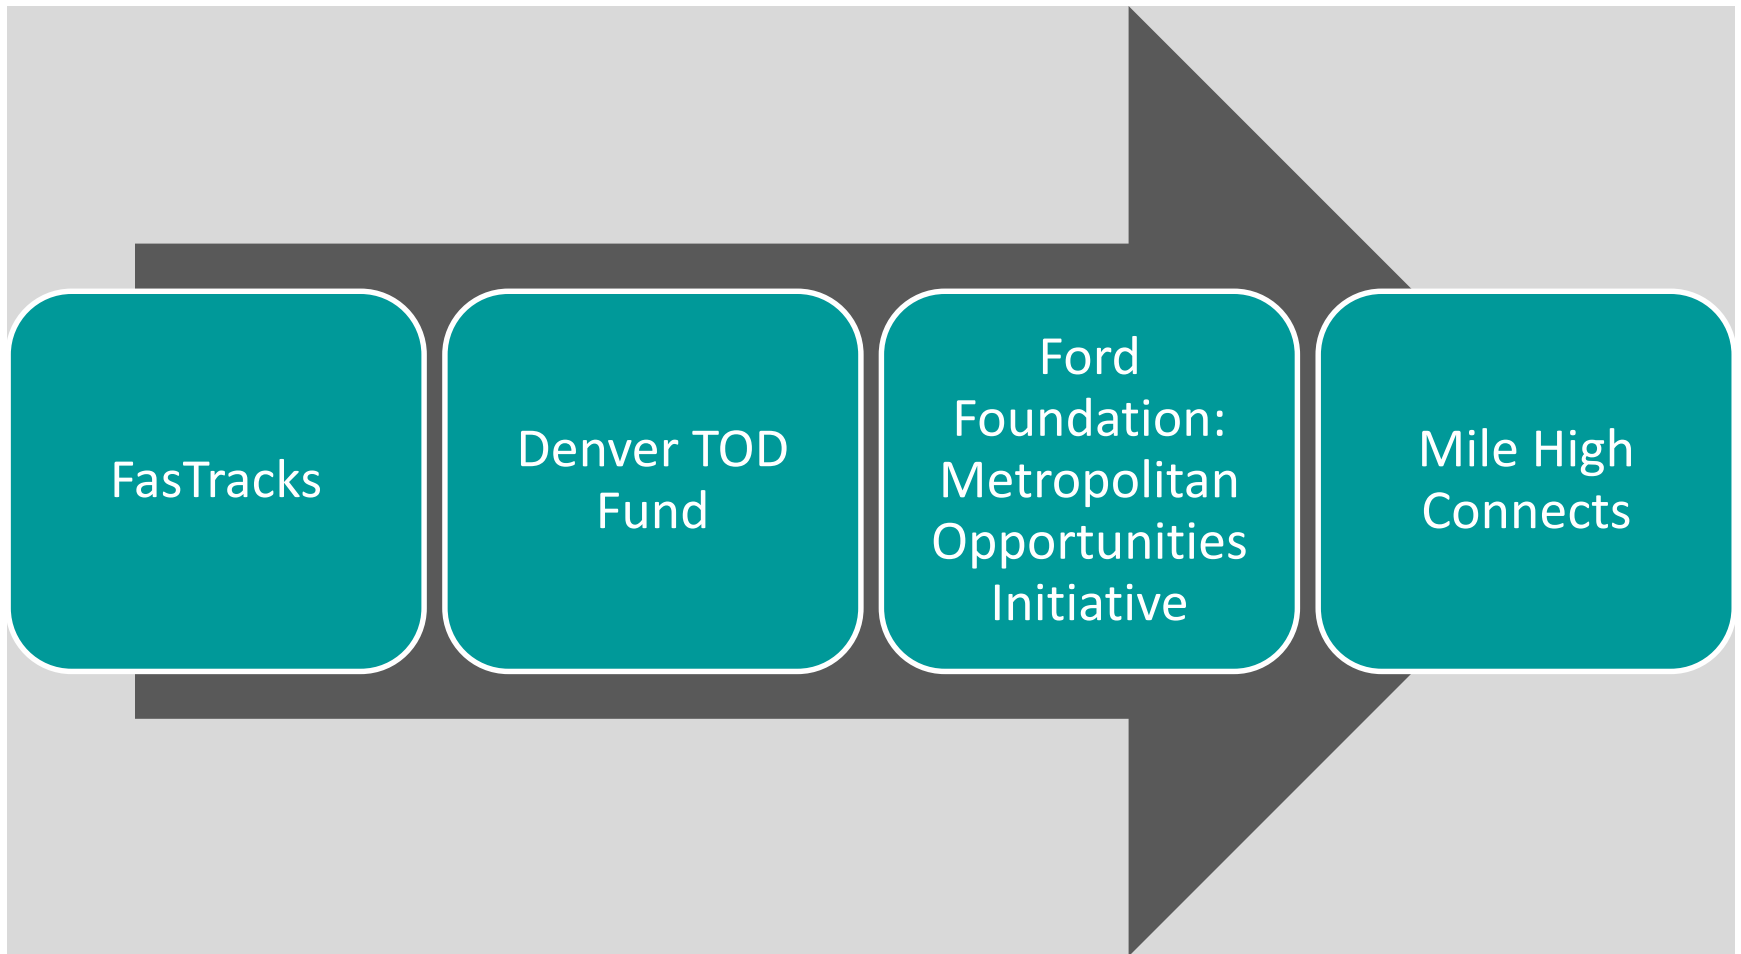 FasTracks
Denver TOD
Fund
Ford
Foundation:
Metropolitan
Opportunities
Initiative
Mile High
Connects